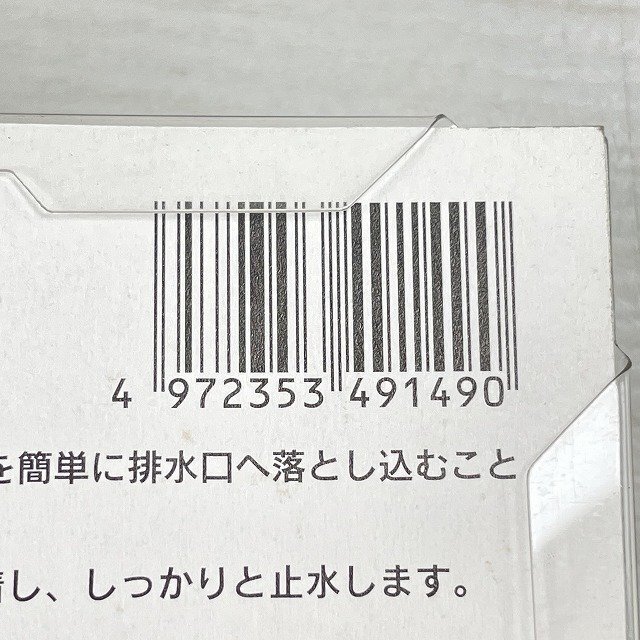 4 972353 491490
を簡単に排水口へ落とし込むこと
し、しっかりと止水します。